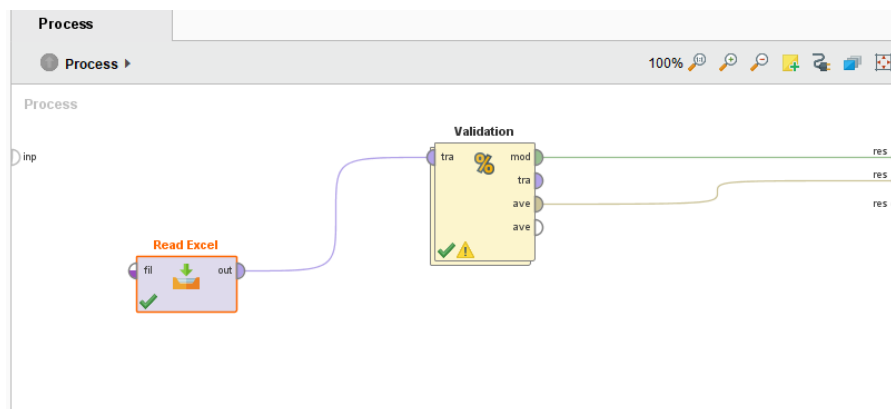 Process
Process
100%
Process
inp
Validation
tra
mod
tra
ave
ave
res
res
res
Read Excel
fil
out